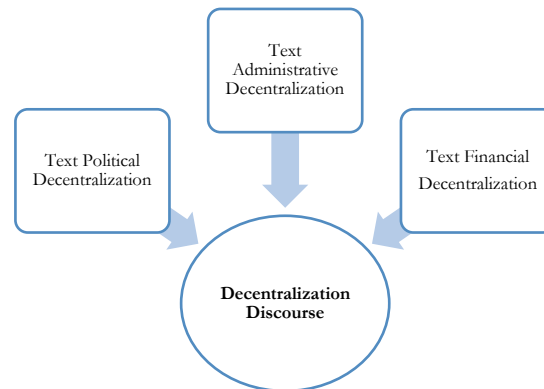 Text
Administrative
Decentralization
Text Political
Decentralization
Text Financial
Decentralization
Decentralization
Discourse